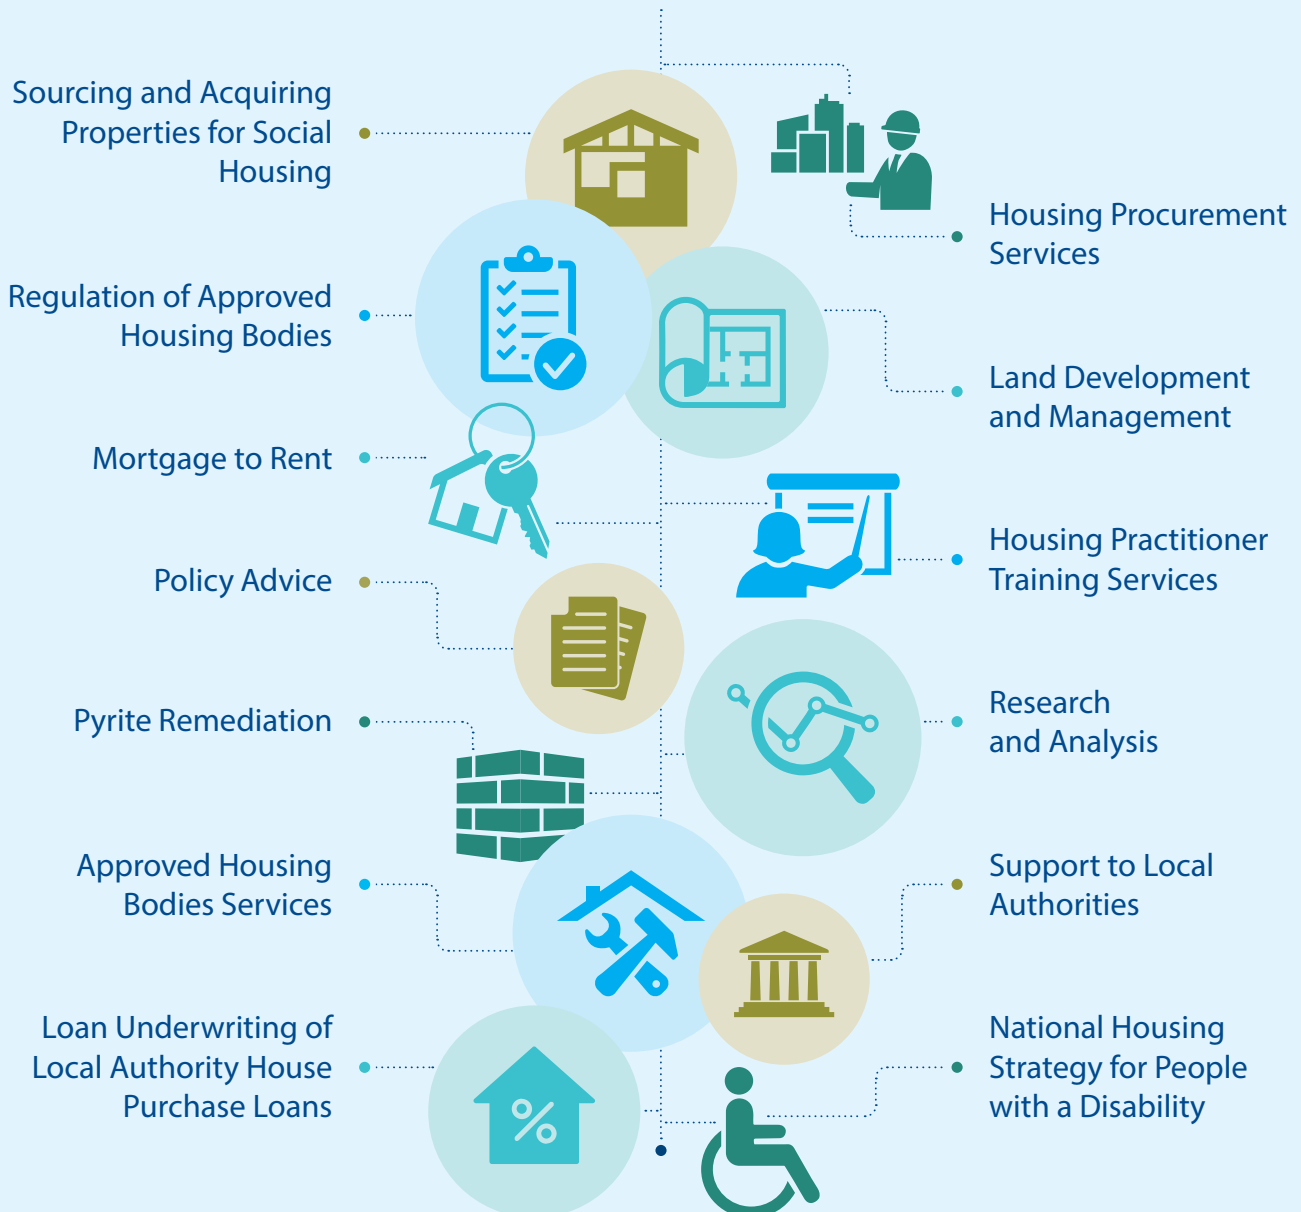 Sourcing and Acquiring
Properties for Social
Housing
Housing Procurement
Services
Regulation of Approved
Housing Bodies
Land Development
and Management
Mortgage to Rent
Housing Practitioner
Training Services
Policy Advice
Research
and Analysis
Pyrite Remediation
Approved Housing
Bodies Services
Support to Local
Authorities
Loan Underwriting of
Local Authority House
Purchase Loans
National Housing
Strategy for People
with a Disability
%